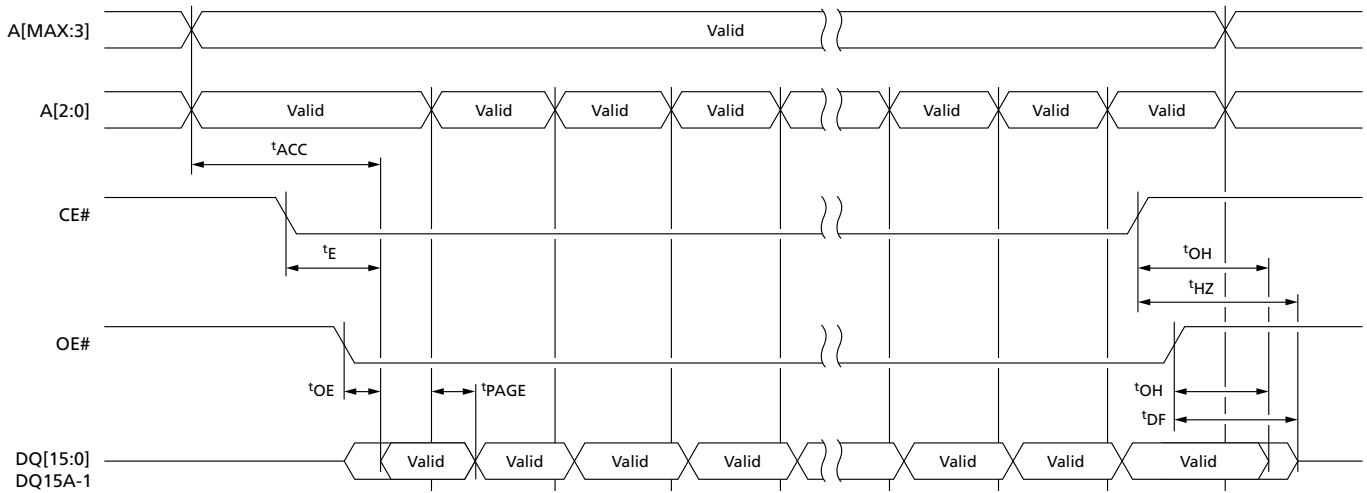 A[MAX:3] Valid
A[2:0] Valid Valid Valid Valid Valid Valid Valid
tACC
CE#
tE tOH
tHZ
OE#
tOE tPAGE tOH
tDF
DQ[15:0] Valid Valid Valid Valid Valid Valid Valid
DQ15A-1